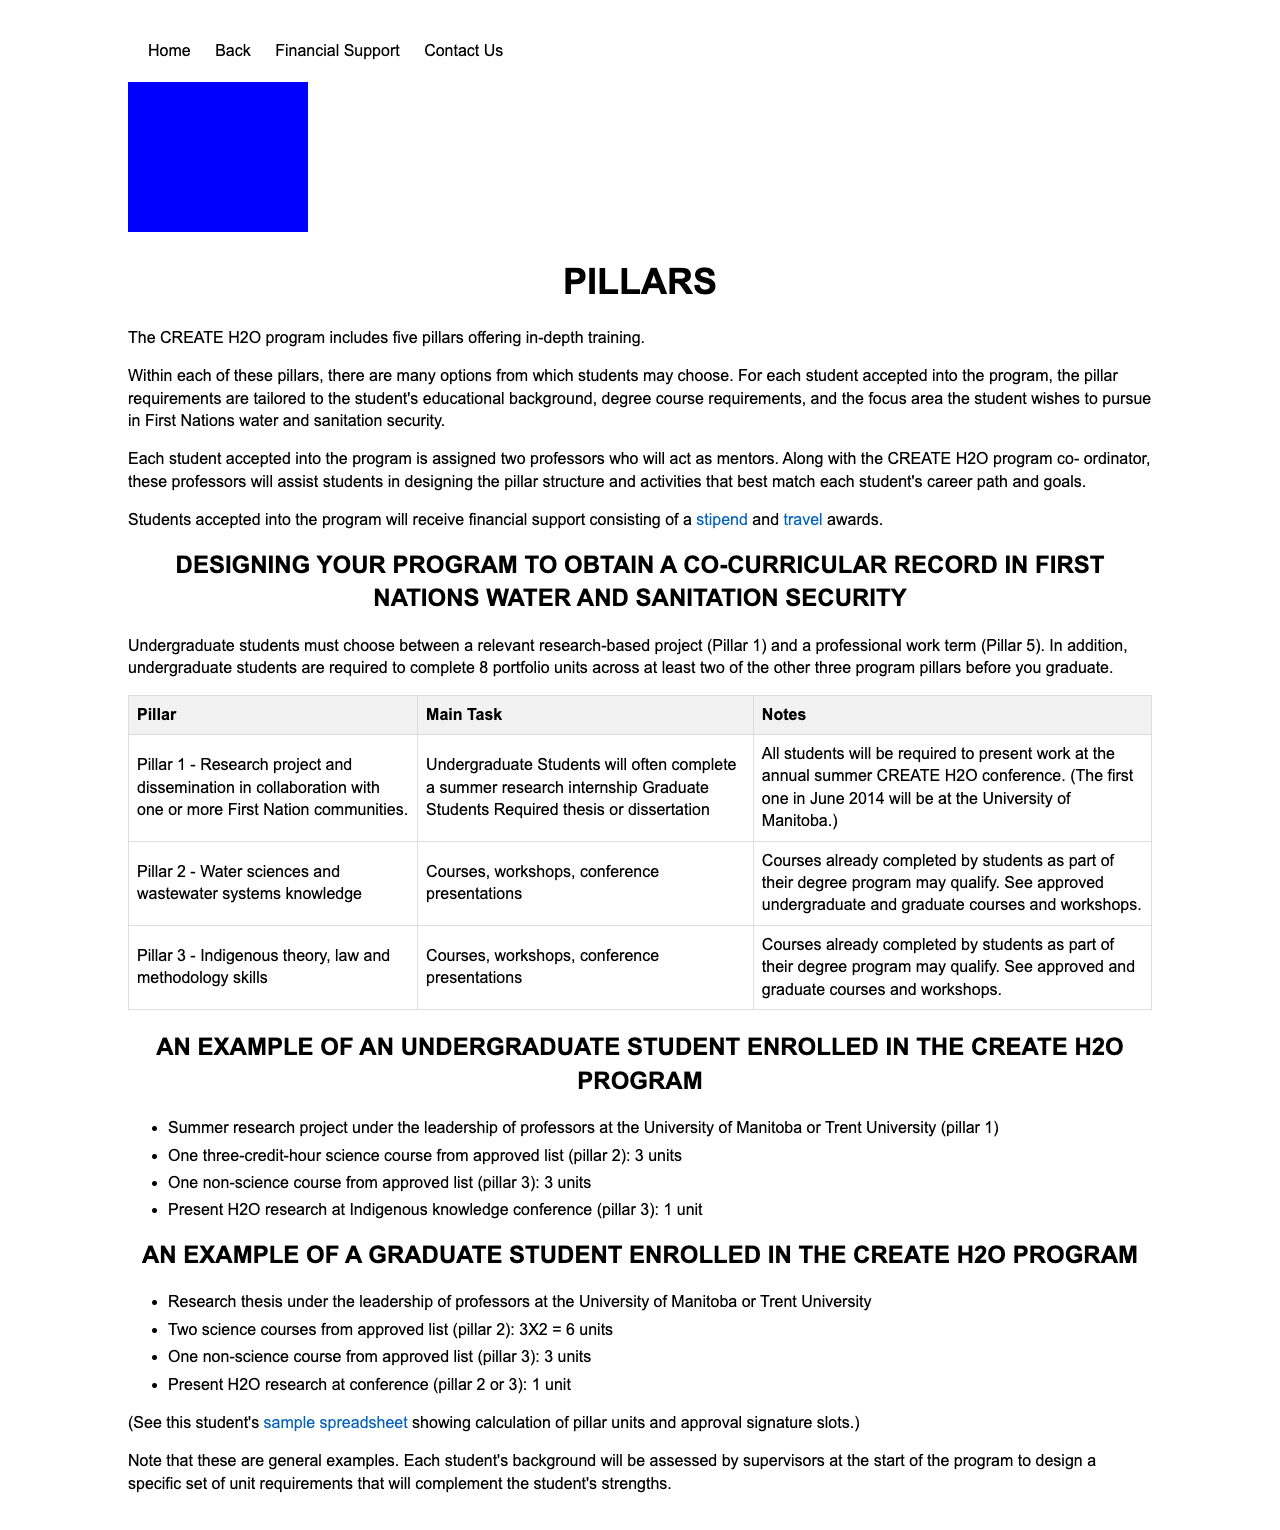 Home Back Financial Support Contact Us
PILLARS
The CREATE H2O program includes five pillars offering in-depth training.
Within each of these pillars, there are many options from which students may choose. For each student accepted into the program, the pillar
requirements are tailored to the student's educational background, degree course requirements, and the focus area the student wishes to pursue
in First Nations water and sanitation security.
Each student accepted into the program is assigned two professors who will act as mentors. Along with the CREATE H2O program co- ordinator,
these professors will assist students in designing the pillar structure and activities that best match each student's career path and goals.
Students accepted into the program will receive financial support consisting of a stipend and travel awards.
DESIGNING YOUR PROGRAM TO OBTAIN A CO-CURRICULAR RECORD IN FIRST
NATIONS WATER AND SANITATION SECURITY
Undergraduate students must choose between a relevant research-based project (Pillar 1) and a professional work term (Pillar 5). In addition,
undergraduate students are required to complete 8 portfolio units across at least two of the other three program pillars before you graduate.
Pillar Main Task Notes
Pillar 1 - Research project and
dissemination in collaboration with
one or more First Nation communities.
Undergraduate Students will often complete
a summer research internship Graduate
Students Required thesis or dissertation
All students will be required to present work at the
annual summer CREATE H2O conference. (The first
one in June 2014 will be at the University of
Manitoba.)
Pillar 2 - Water sciences and
wastewater systems knowledge
Courses, workshops, conference
presentations
Courses already completed by students as part of
their degree program may qualify. See approved
undergraduate and graduate courses and workshops.
Pillar 3 - Indigenous theory, law and
methodology skills
Courses, workshops, conference
presentations
Courses already completed by students as part of
their degree program may qualify. See approved and
graduate courses and workshops.
AN EXAMPLE OF AN UNDERGRADUATE STUDENT ENROLLED IN THE CREATE H2O
PROGRAM
• Summer research project under the leadership of professors at the University of Manitoba or Trent University (pillar 1)
• One three-credit-hour science course from approved list (pillar 2): 3 units
• One non-science course from approved list (pillar 3): 3 units
• Present H2O research at Indigenous knowledge conference (pillar 3): 1 unit
AN EXAMPLE OF A GRADUATE STUDENT ENROLLED IN THE CREATE H2O PROGRAM
• Research thesis under the leadership of professors at the University of Manitoba or Trent University
• Two science courses from approved list (pillar 2): 3X2 = 6 units
• One non-science course from approved list (pillar 3): 3 units
• Present H2O research at conference (pillar 2 or 3): 1 unit
(See this student's sample spreadsheet showing calculation of pillar units and approval signature slots.)
Note that these are general examples. Each student's background will be assessed by supervisors at the start of the program to design a
specific set of unit requirements that will complement the student's strengths.